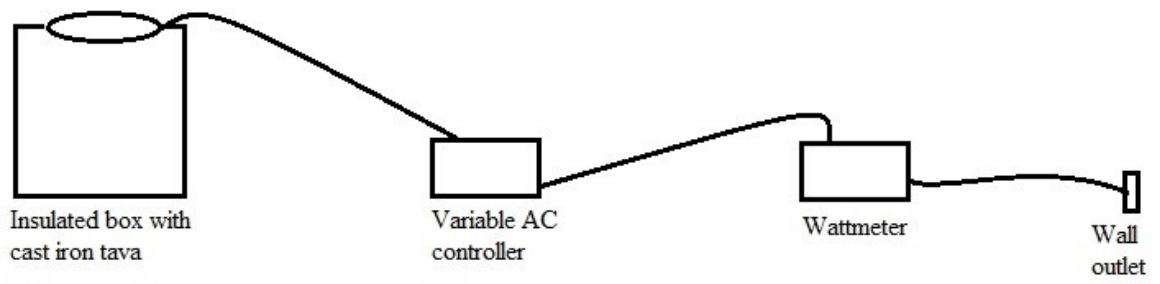 Insulated box with
cast iron tava
Variable AC
controller
Wattmeter
Wall
outlet